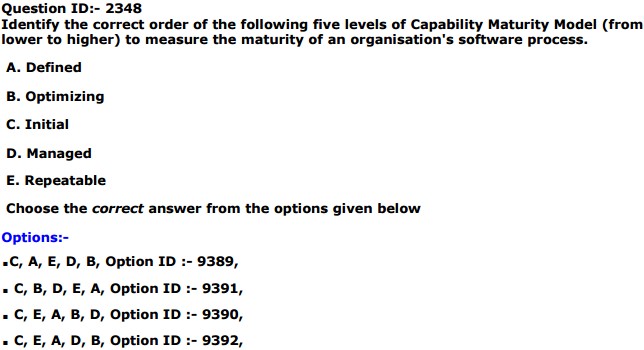 Question ID:- 2348
Identify the correct order of the following five levels of Capability Maturity Model (from
lower to higher) to measure the maturity of an organisation's software process.
A. Defined
B. Optimizing
C. Initial
D. Managed
E. Repeatable
Choose the correct answer from the options given below
Options:-
▪C, A, E, D, B, Option ID :- 9389,
▪ C, B, D, E, A, Option ID :- 9391,
▪ C, E, A, B, D, Option ID :- 9390,
▪ C, E, A, D, B, Option ID :- 9392,